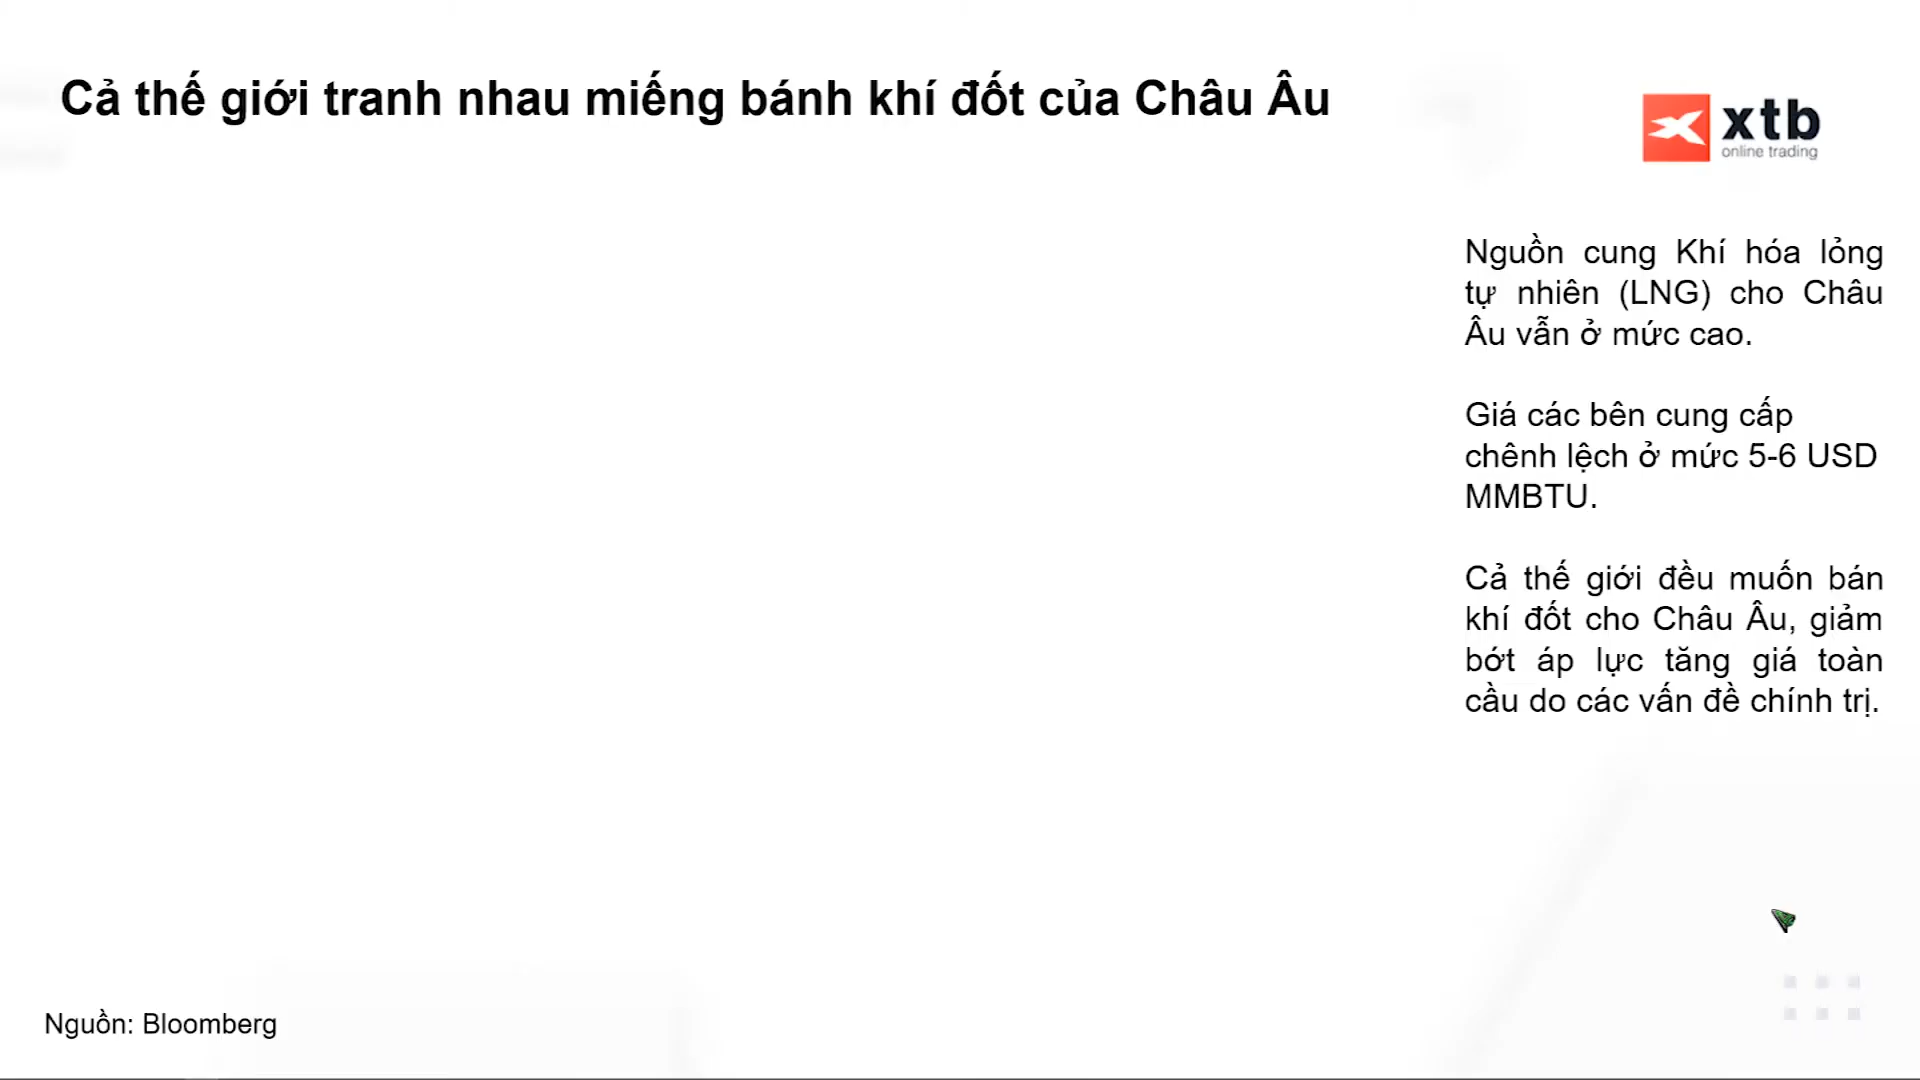 Cả thế giới tranh nhau miếng bánh khí đốt của Châu Âu
xtb
online trading
Nguồn cung Khí hóa lỏng
tự nhiên (LNG) cho Châu
Âu vẫn ở mức cao.
Giá các bên cung cấp
chênh lệch ở mức 5-6 USD
MMBTU.
Cả thế giới đều muốn bán
khí đốt cho Châu Âu, giảm
bớt áp lực tăng giá toàn
cầu do các vấn đề chính trị.
Nguồn: Bloomberg